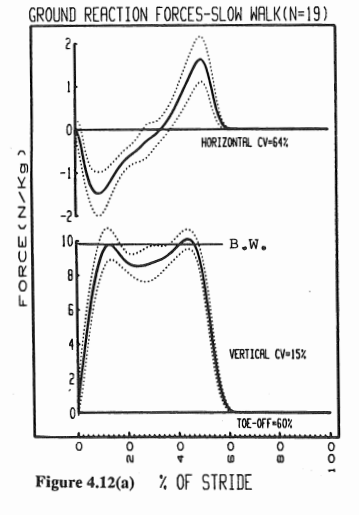 GROUND REACTION FORCES-SLOW WALK(N=19)
2
1
0
-1
-2
HORIZONTAL CV=64%
FORCE(N/Kg)
10
8
6
4
2
0
B.W.
VERTICAL CV=15%
TOE-OFF=60%
0
20
40
60
80
100
Figure 4.12(a) % OF STRIDE